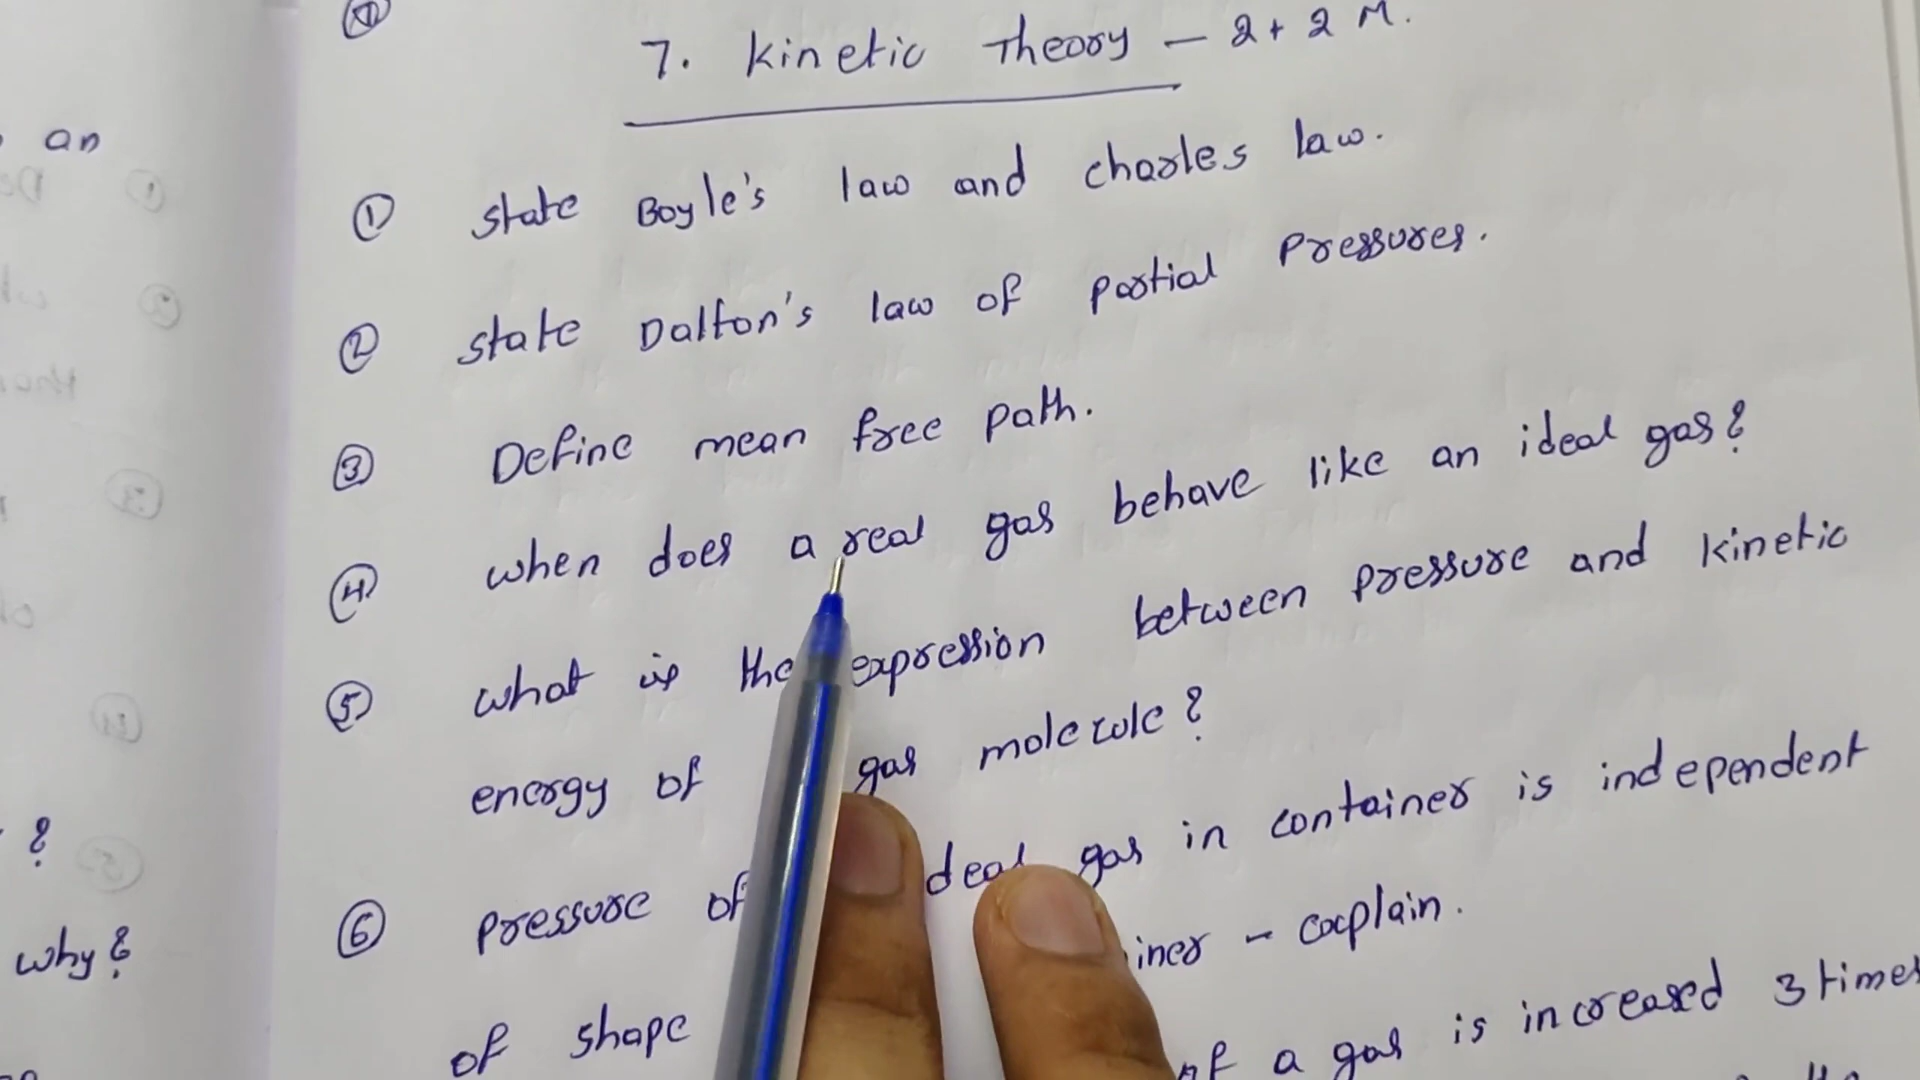 an
7. Kinetic Theory - 2+2 M.
① state Boyle's law and charles law.
② state Dalton's law of partial pressures.
③ Define mean free path.
④ when does a real gas behave like an ideal gas?
⑤ what is the expression between pressure and kinetic
energy of gas molecule?
?
⑥ pressure of gas in container is independent
why?
of shape - explain.
of a gas is increased 3 times